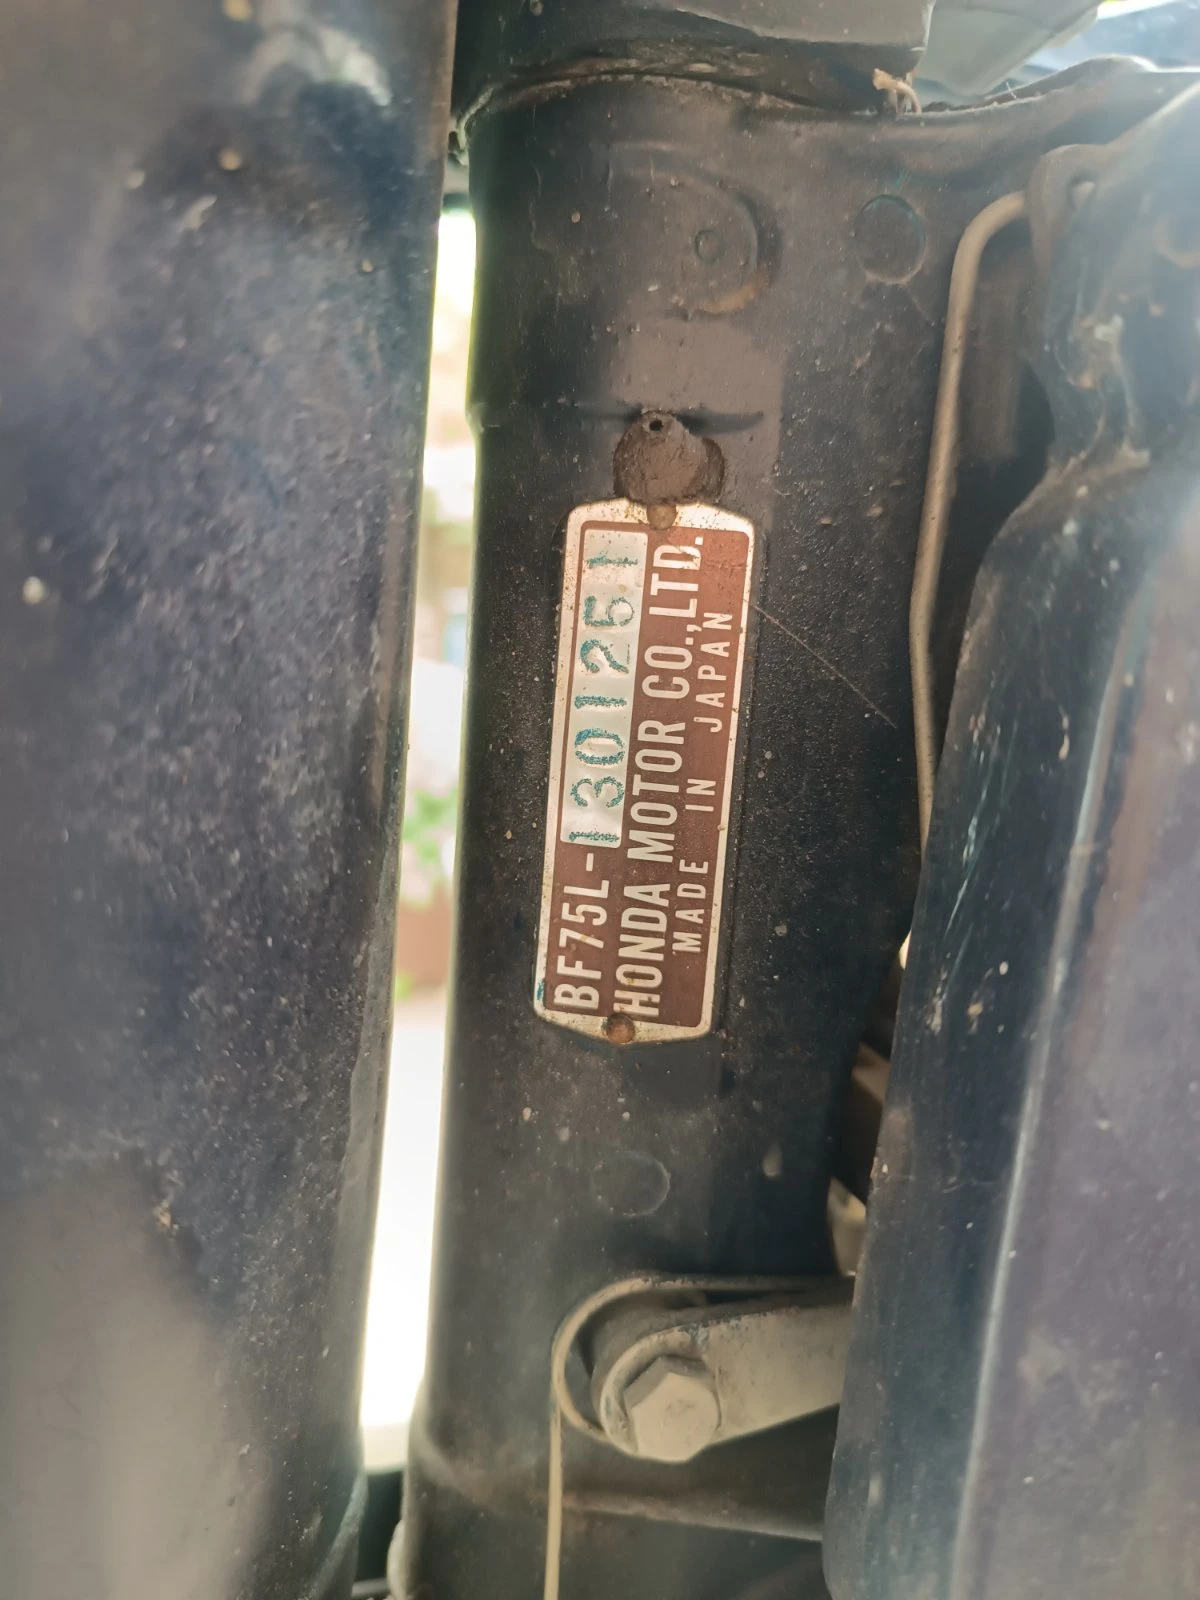 BF75L-1301251
HONDA MOTOR CO.,LTD.
MADE IN JAPAN